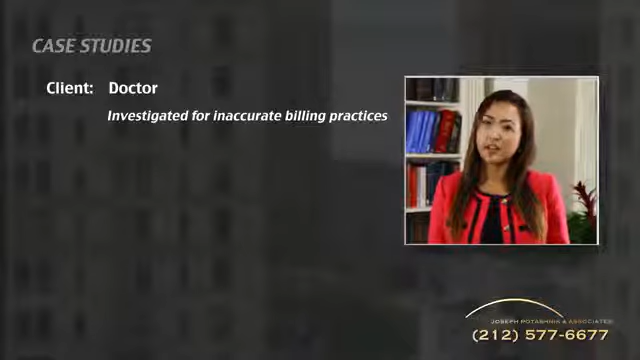 CASE STUDIES
Client: Doctor
Investigated for inaccurate billing practices
JOSEPH POTASHNIK & ASSOCIATES
(212) 577-6677